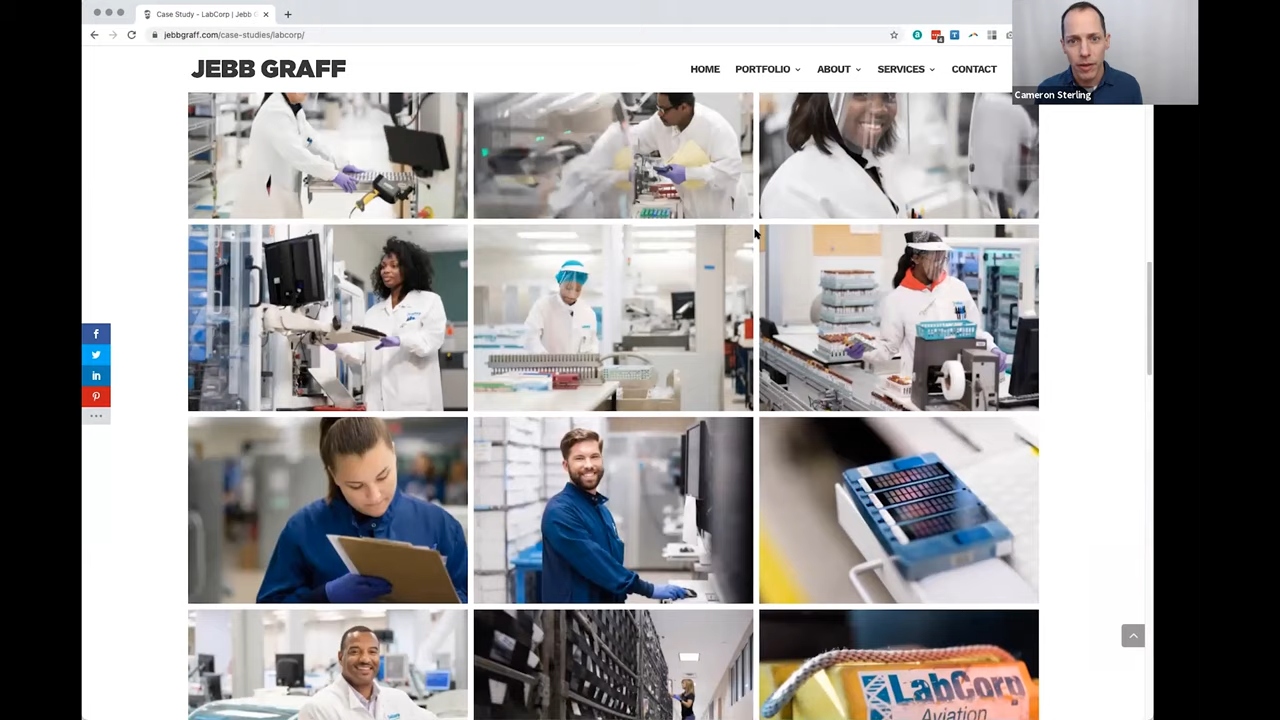 Case Study - LabCorp | Jebb G
jebbgraff.com/case-studies/labcorp/
JEBB GRAFF
HOME
PORTFOLIO
ABOUT
SERVICES
CONTACT
Cameron Sterling
LabCorp
Aviation